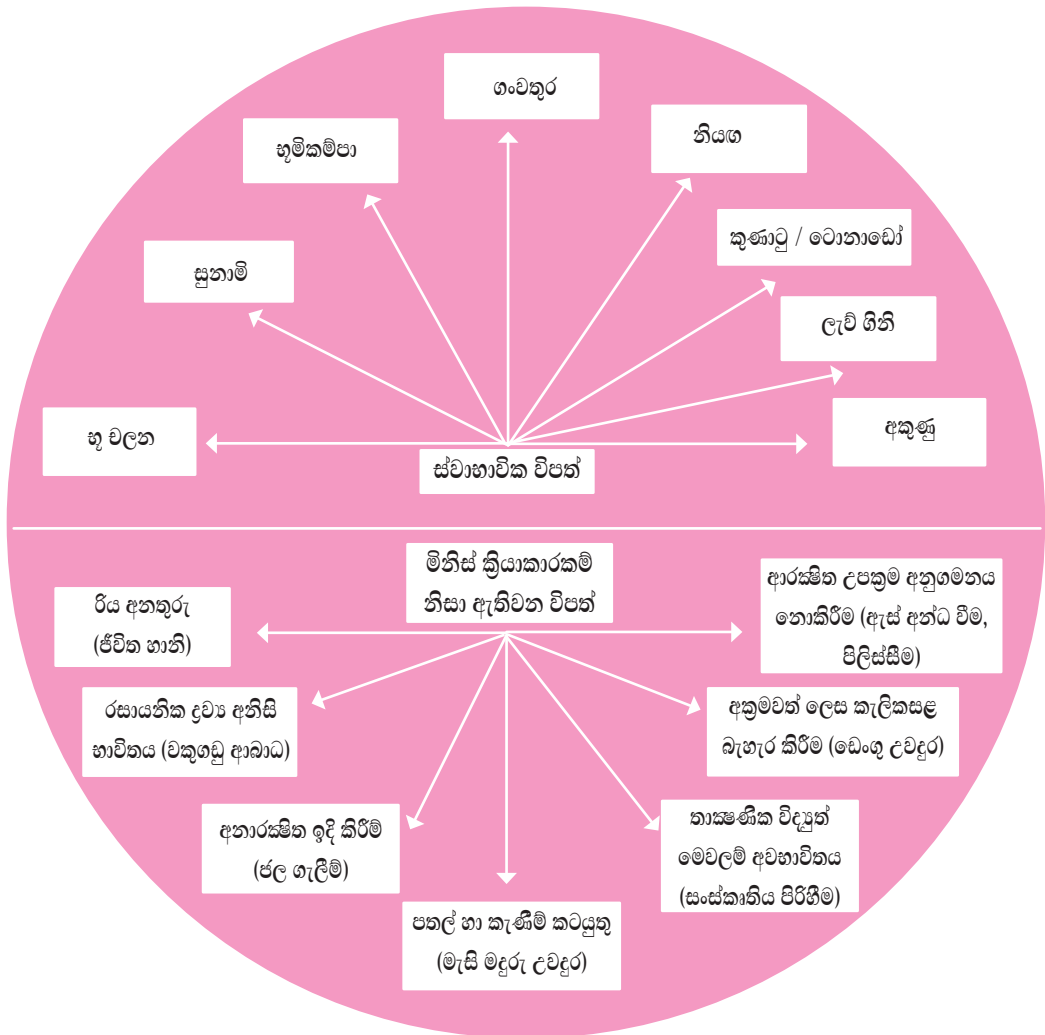 ගංවතුර
භූමිකම්පා
නියඟ
සුනාමි
කුණාටු / ටොනාඩෝ
ලැව් ගිනි
භූ චලන
අකුණු
ස්වාභාවික විපත්
මිනිස් ක්‍රියාකාරකම්
නිසා ඇතිවන විපත්
රිය අනතුරු
(ජීවිත හානි)
ආරක්‍ෂිත උපක්‍රම අනුගමනය
නොකිරීම (ඇස් අන්ධ වීම,
පිලිස්සීම)
රසායනික ද්‍රව්‍ය අනිසි
භාවිතය (වකුගඩු ආබාධ)
අක්‍රමවත් ලෙස කැලිකසළ
බැහැර කිරීම (ඩෙංගු උවදුර)
අනාරක්‍ෂිත ඉදි කිරීම්
(ජල ගැලීම්)
තාක්‍ෂණික විද්‍යුත්
මෙවලම් අවභාවිතය
(සංස්කෘතිය පිරිහීම)
පතල් හා කැණීම් කටයුතු
(මැසි මදුරු උවදුර)